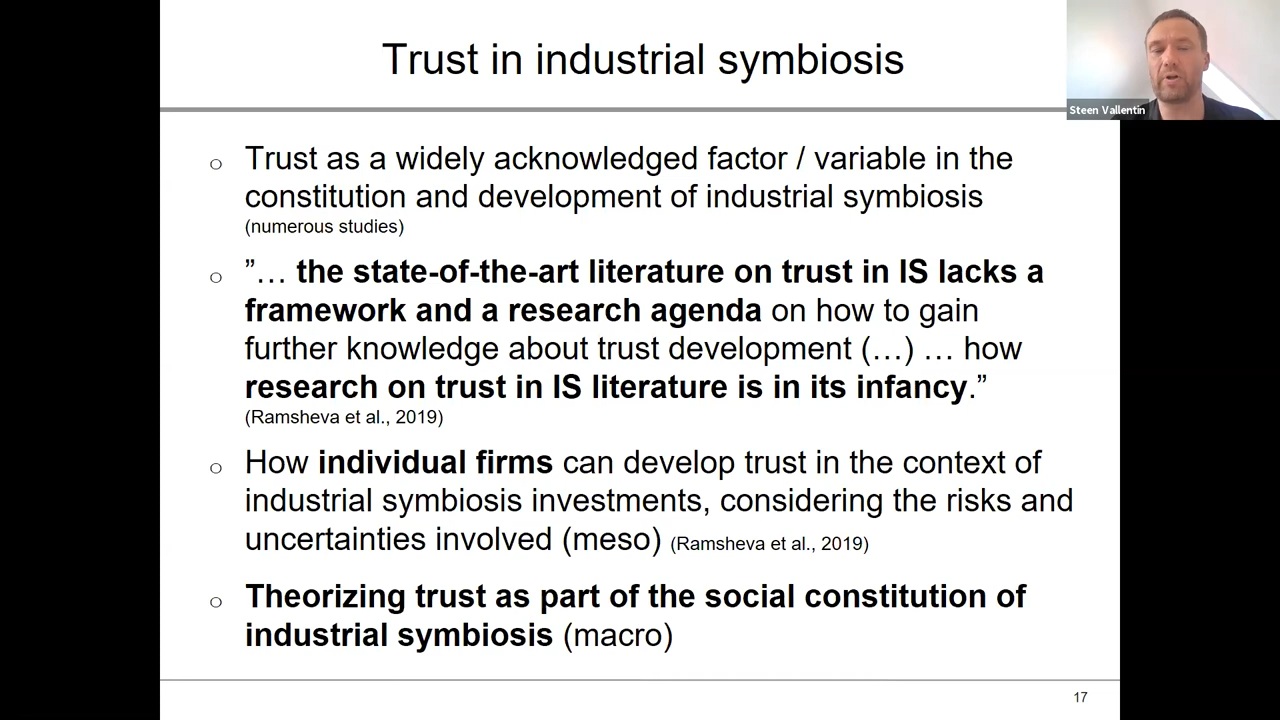 Trust in industrial symbiosis
Steen Vallentin
Trust as a widely acknowledged factor / variable in the
constitution and development of industrial symbiosis
(numerous studies)
”… the state-of-the-art literature on trust in IS lacks a
framework and a research agenda on how to gain
further knowledge about trust development (…) … how
research on trust in IS literature is in its infancy.”
(Ramsheva et al., 2019)
How individual firms can develop trust in the context of
industrial symbiosis investments, considering the risks and
uncertainties involved (meso) (Ramsheva et al., 2019)
Theorizing trust as part of the social constitution of
industrial symbiosis (macro)
17